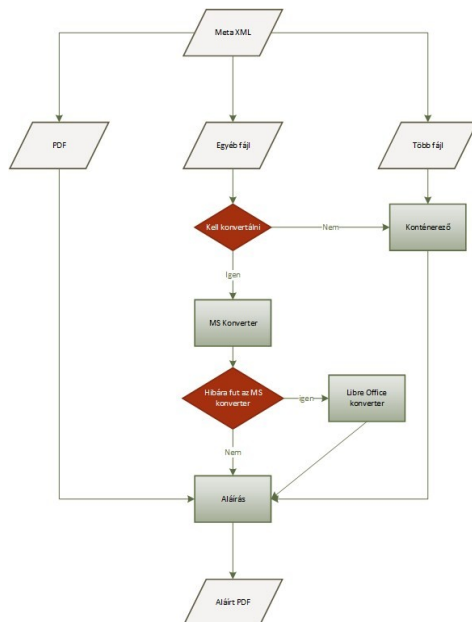 Meta XML
PDF
Egyéb fájl
Több fájl
Kell konvertálni
Nem
Konténerező
Igen
MS Konverter
Hibára fut az MS
konverter
igen
Libre Office
konverter
Nem
Aláírás
Aláírt PDF